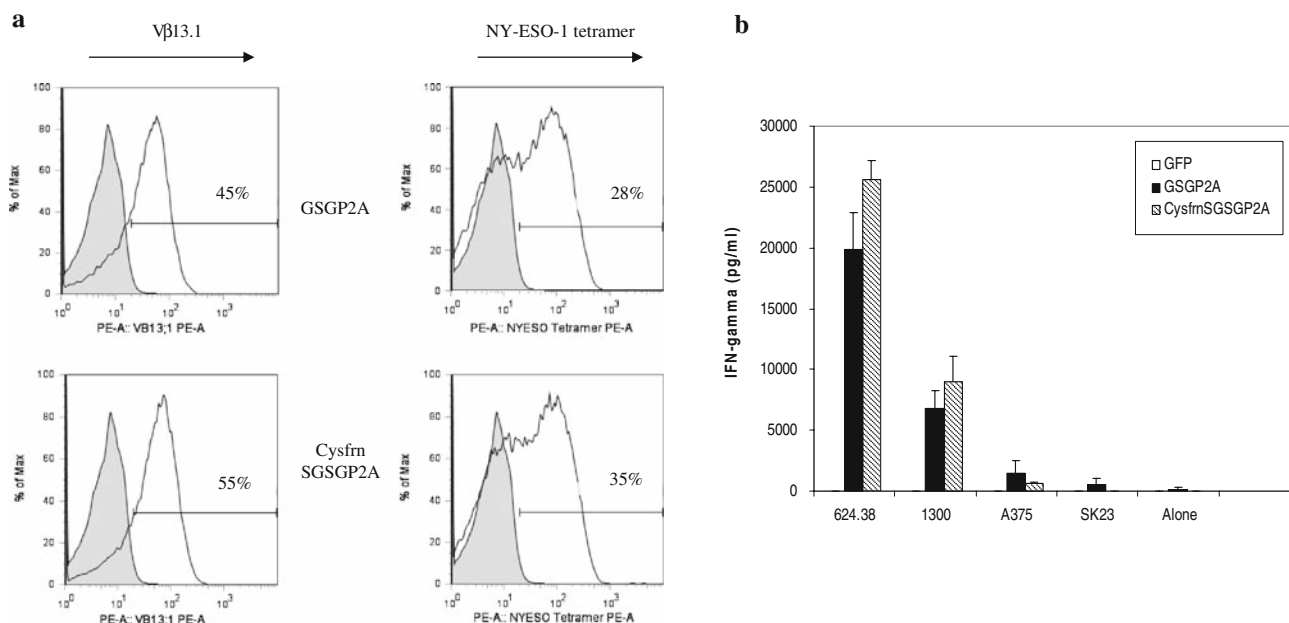 a
Vβ13.1
NY-ESO-1 tetramer
100
80
60
40
20
0
% of Max
45%
10^0 10^1 10^2 10^3
PE-A:: VB13;1 PE-A
GSGP2A
100
80
60
40
20
0
% of Max
28%
10^0 10^1 10^2 10^3
PE-A:: NYESO Tetramer PE-A
100
80
60
40
20
0
% of Max
55%
10^0 10^1 10^2 10^3
PE-A:: VB13;1 PE-A
Cysfrn
SGSGP2A
100
80
60
40
20
0
% of Max
35%
10^0 10^1 10^2 10^3
PE-A:: NYESO Tetramer PE-A
b
30000
25000
20000
15000
10000
5000
0
IFN-gamma (pg/ml)
GFP
GSGP2A
CysfrnSGSGP2A
624.38 1300 A375 SK23 Alone